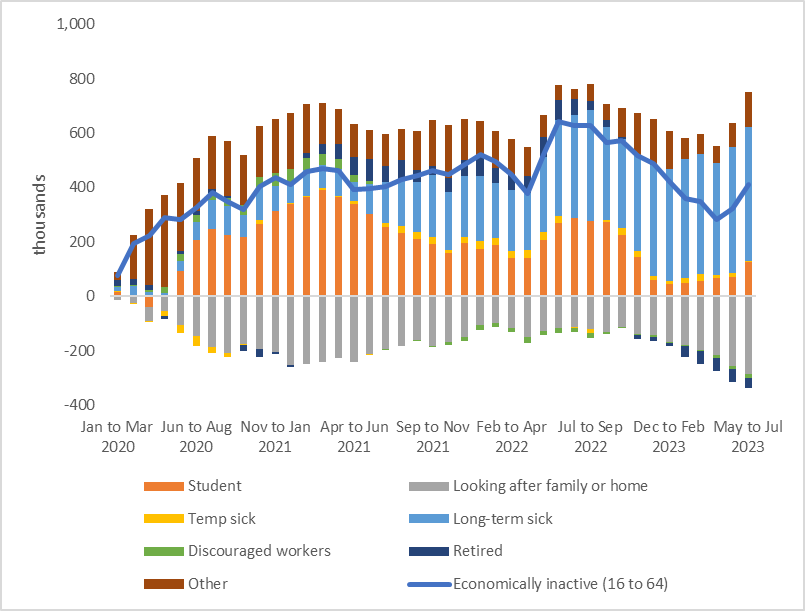 1,000
800
600
400
200
0
-200
-400
thousands
Jan to Mar Jun to Aug Nov to Jan Apr to Jun Sep to Nov Feb to Apr Jul to Sep Dec to Feb May to Jul
2020 2020 2021 2021 2021 2022 2022 2023 2023
Student Looking after family or home
Temp sick Long-term sick
Discouraged workers Retired
Other Economically inactive (16 to 64)